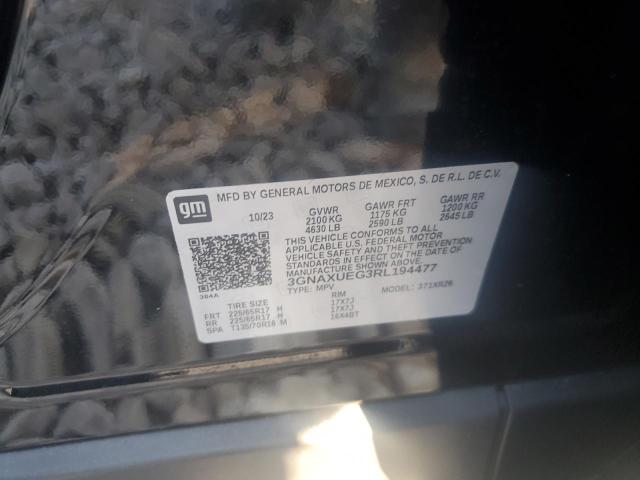 gm
MFD BY GENERAL MOTORS DE MEXICO, S. DE R.L. DE C.V.
10/23 GVWR GAWR FRT GAWR RR
2100 KG 1175 KG 1200 KG
4630 LB 2590 LB 2645 LB
THIS VEHICLE CONFORMS TO ALL
APPLICABLE U.S. FEDERAL MOTOR
VEHICLE SAFETY AND THEFT PREVENTION
STANDARDS IN EFFECT ON THE DATE OF
MANUFACTURE SHOWN ABOVE.
3GNAXUEG3RL194477
TYPE: MPV MODEL: 371XR26
384A
TIRE SIZE RIM
FRT 225/65R17 H 17X7J
RR 225/65R17 H 17X7J
SPA T135/70R16 M 16X4BT